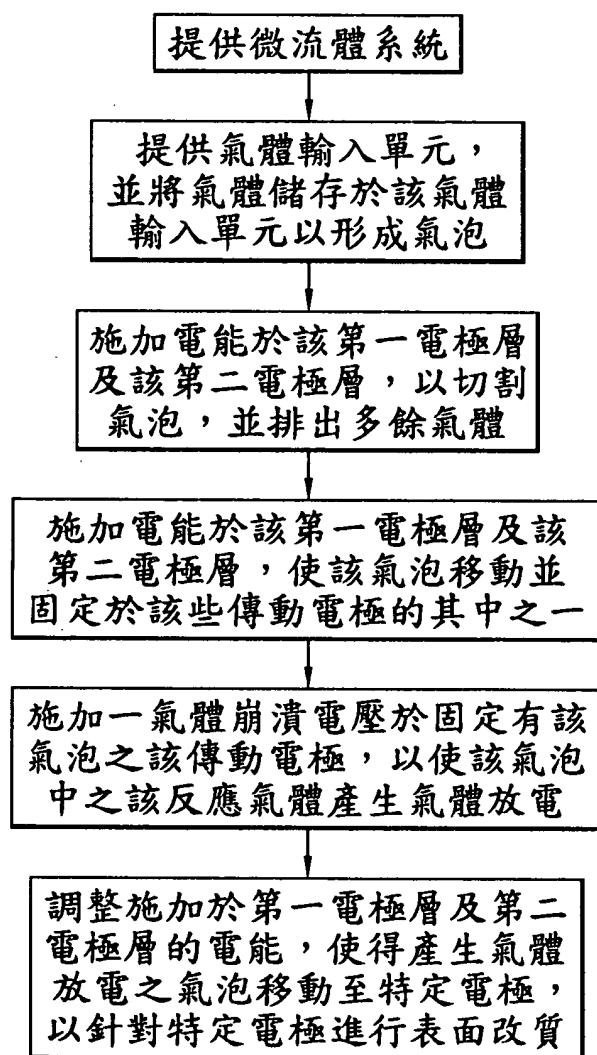 提供微流體系統
提供氣體輸入單元，
並將氣體儲存於該氣體
輸入單元以形成氣泡
施加電能於該第一電極層
及該第二電極層，以切割
氣泡，並排出多餘氣體
施加電能於該第一電極層及該
第二電極層，使該氣泡移動並
固定於該些傳動電極的其中之一
施加一氣體崩潰電壓於固定有該
氣泡之該傳動電極，以使該氣泡
中之該反應氣體產生氣體放電
調整施加於第一電極層及第二
電極層的電能，使得產生氣體
放電之氣泡移動至特定電極，
以針對特定電極進行表面改質